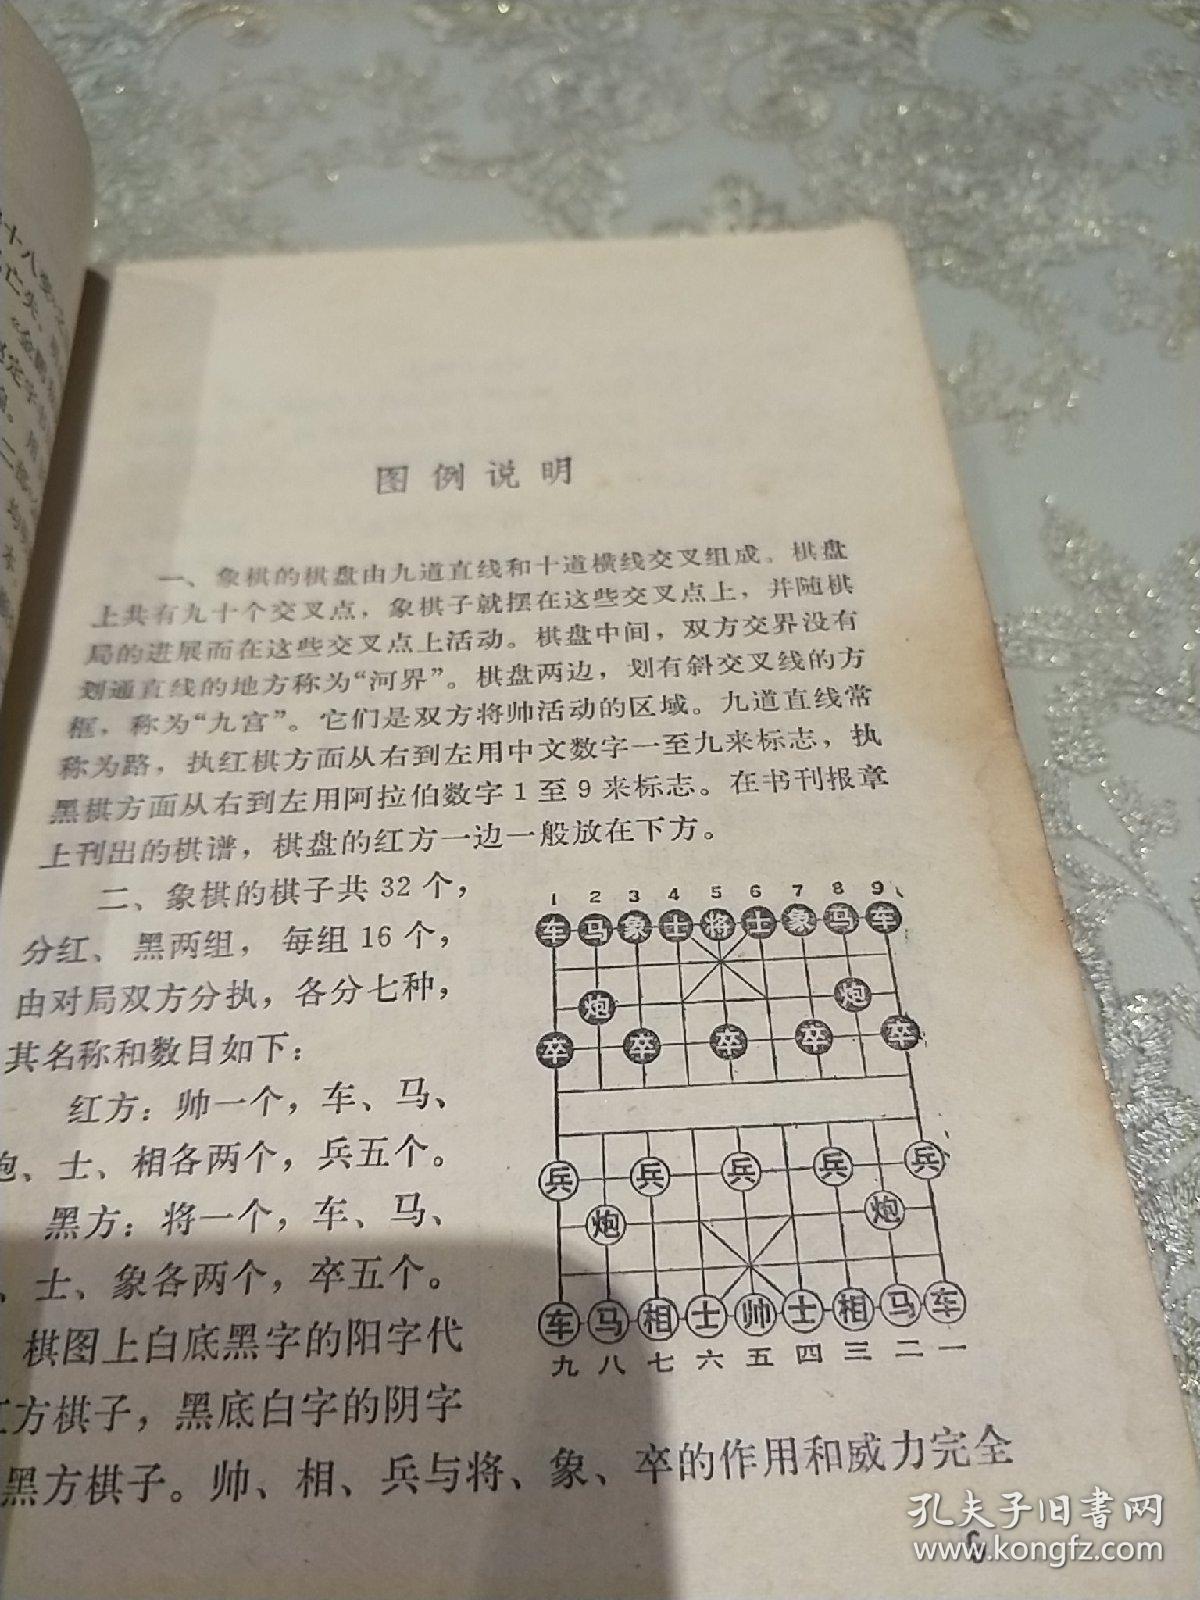 图例说明
一、象棋的棋盘由九道直线和十道横线交叉组成。棋盘
上共有九十个交叉点，象棋子就摆在这些交叉点上，并随棋
局的进展而在这些交叉点上活动。棋盘中间，双方交界没有
划通直线的地方称为“河界”。棋盘两边，划有斜交叉线的方
框，称为“九宫”。它们是双方将帅活动的区域。九道直线常
称为路，执红棋方面从右到左用中文数字一至九来标志，执
黑棋方面从右到左用阿拉伯数字1至9来标志。在书刊报章
上刊出的棋谱，棋盘的红方一边一般放在下方。
二、象棋的棋子共32个，
分红、黑两组，每组16个，
由对局双方分执，各分七种，
其名称和数目如下：
红方：帅一个，车、马、
炮、士、相各两个，兵五个。
黑方：将一个，车、马、
、士、象各两个，卒五个。
棋图上白底黑字的阳字代
红方棋子，黑底白字的阴字
黑方棋子。帅、相、兵与将、象、卒的作用和威力完全
1 2 3 4 5 6 7 8 9
车 马 象 士 将 士 象 马 车
炮 炮
卒 卒 卒 卒 卒
兵 兵 兵 兵 兵
炮 炮
车 马 相 士 帅 士 相 马 车
九 八 七 六 五 四 三 二 一
十八变
亡失
定字
二部
孔夫子旧书网
www.kongfz.com